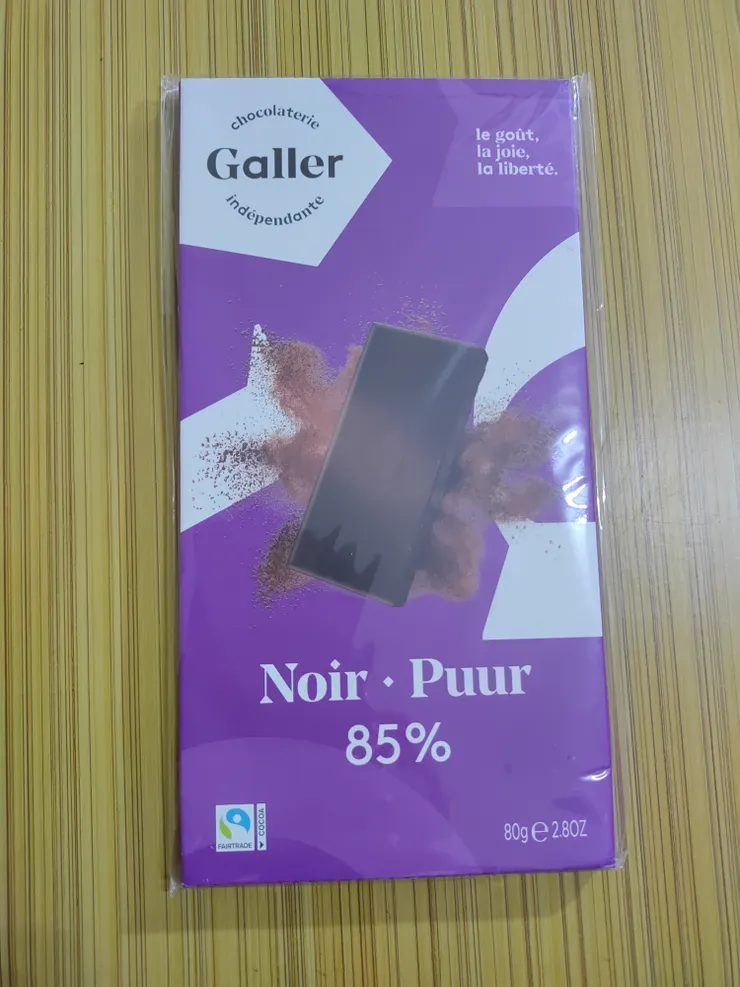 chocolaterie
Galler
indépendante
le goût,
la joie,
la liberté.
Noir · Puur
85%
FAIRTRADE
COCOA
80g e 2.8OZ